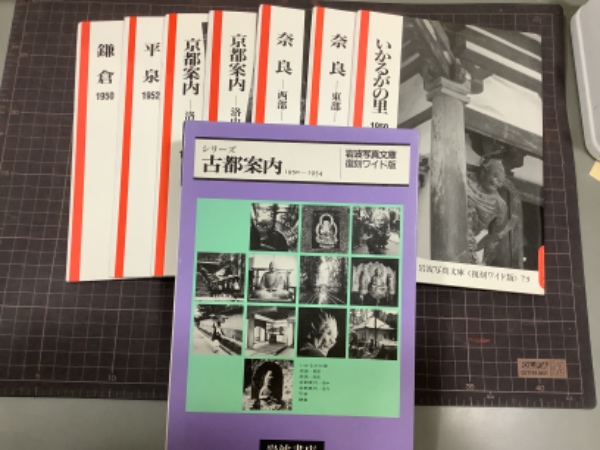 鎌倉
1950
平泉
1952
京都案内
京都案内
奈良
―西部―
奈良
―東部―
いかるがの里
岩波写真文庫〈復刻ワイド版〉
シリーズ
古都案内 1950―1954
岩波写真文庫
復刻ワイド版
岩波書店